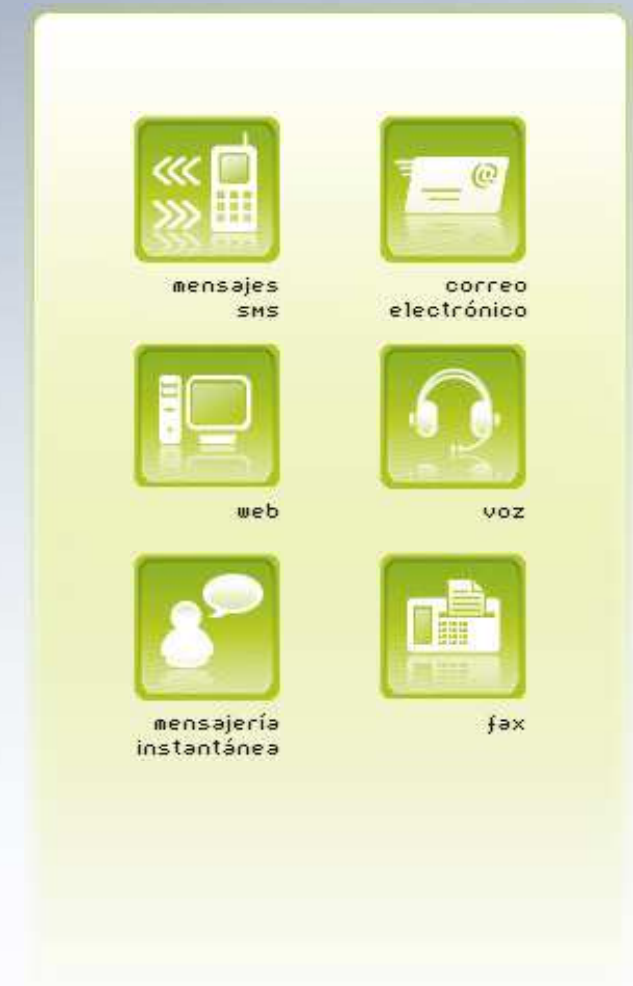 mensajes
SMS
correo
electrónico
web
voz
mensajería
instantánea
fax
@